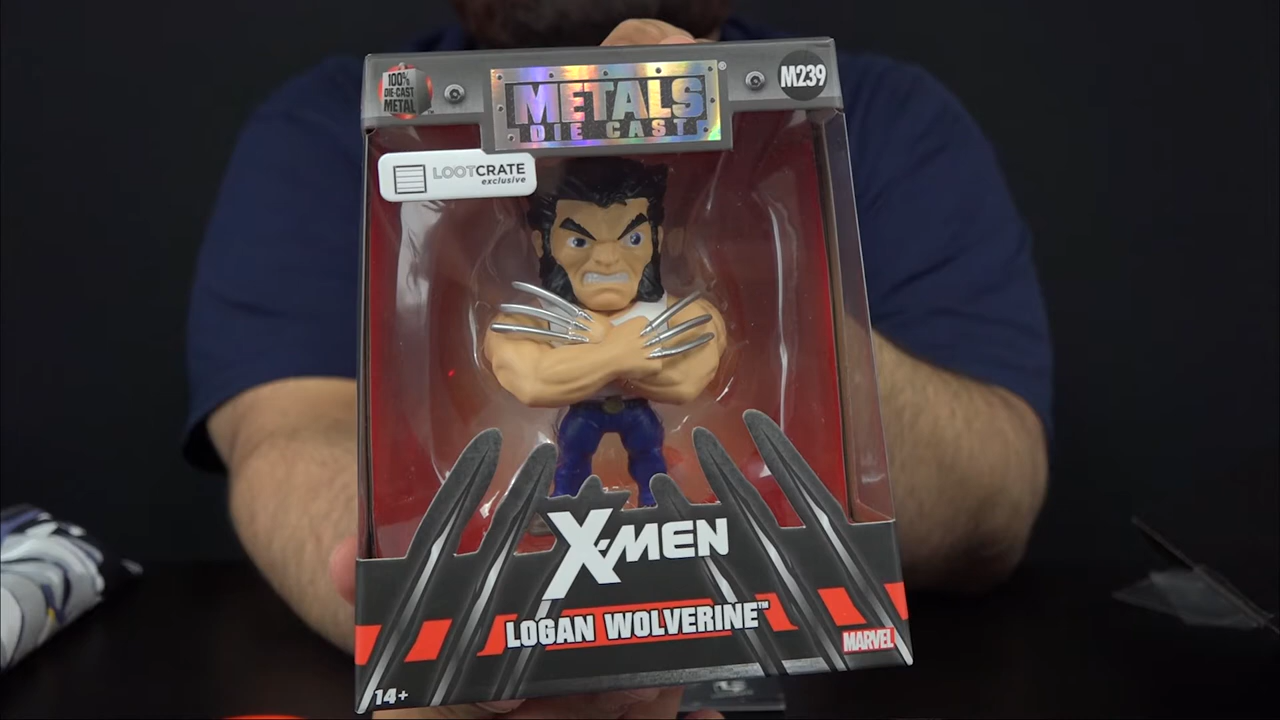 100%
DIE-CAST
METAL
METALS®
DIE CAST
M239
LOOTCRATE
exclusive
X-MEN
LOGAN WOLVERINE™
MARVEL
14+